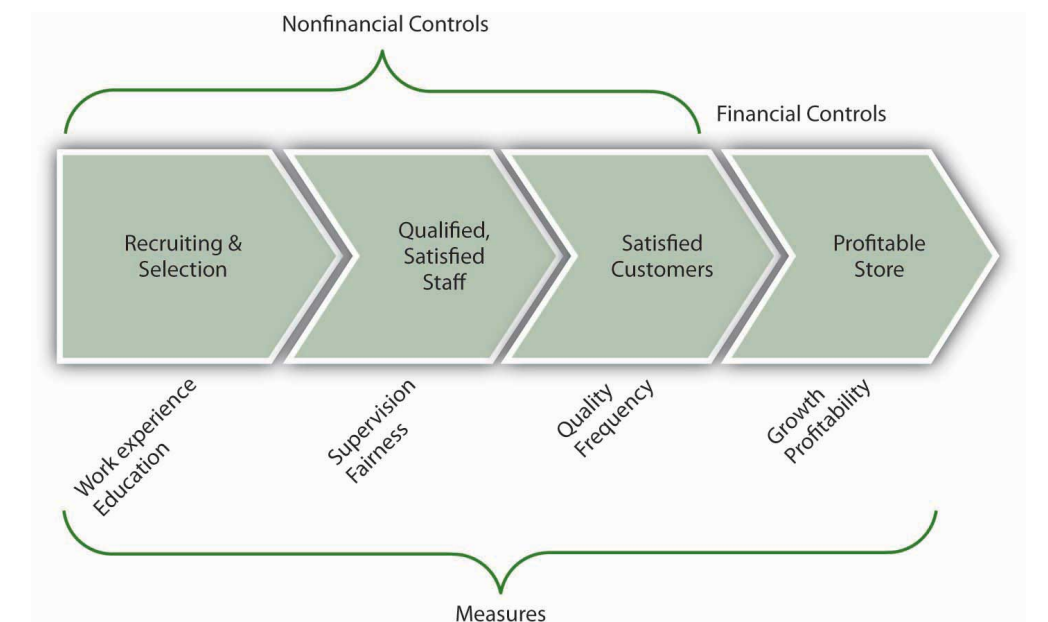 Nonfinancial Controls
Financial Controls
Recruiting &
Selection
Qualified,
Satisfied
Staff
Satisfied
Customers
Profitable
Store
Work experience
Education
Supervision
Fairness
Quality
Frequency
Growth
Profitability
Measures